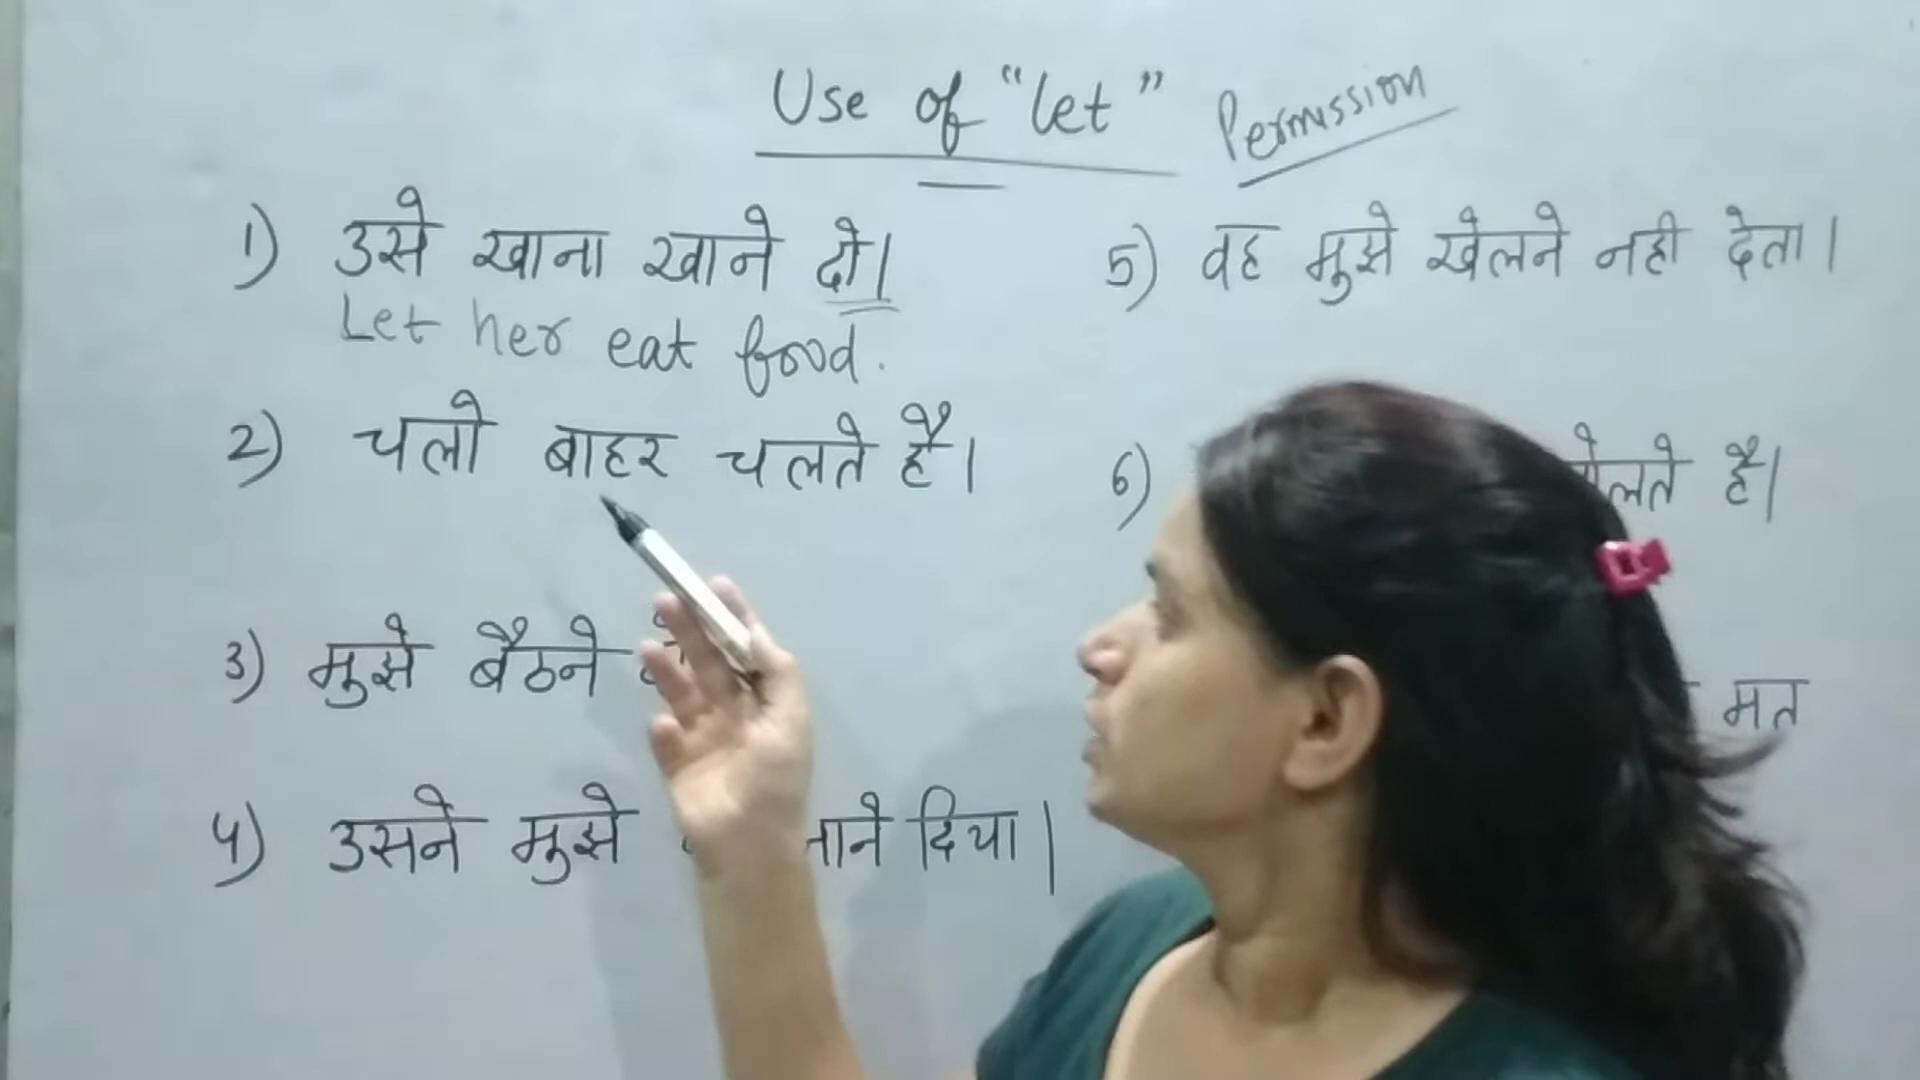 Use of "let" Permission
1) उसे खाना खाने दो।
Let her eat food.
2) चलो बाहर चलते है।
3) मुझे बैठने
4) उसने मुझे दिया।
5) वह मुझे खेलने नही देता।
6) है।
मत